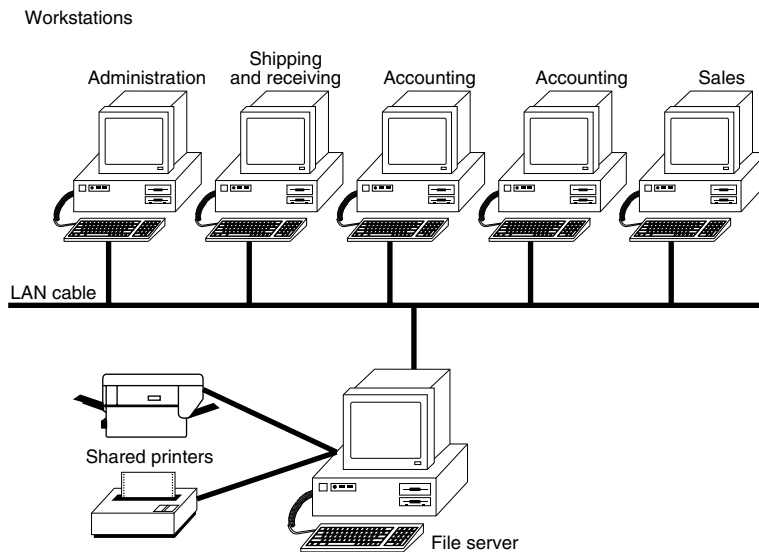 Workstations
Administration
Shipping
and receiving
Accounting
Accounting
Sales
LAN cable
Shared printers
File server